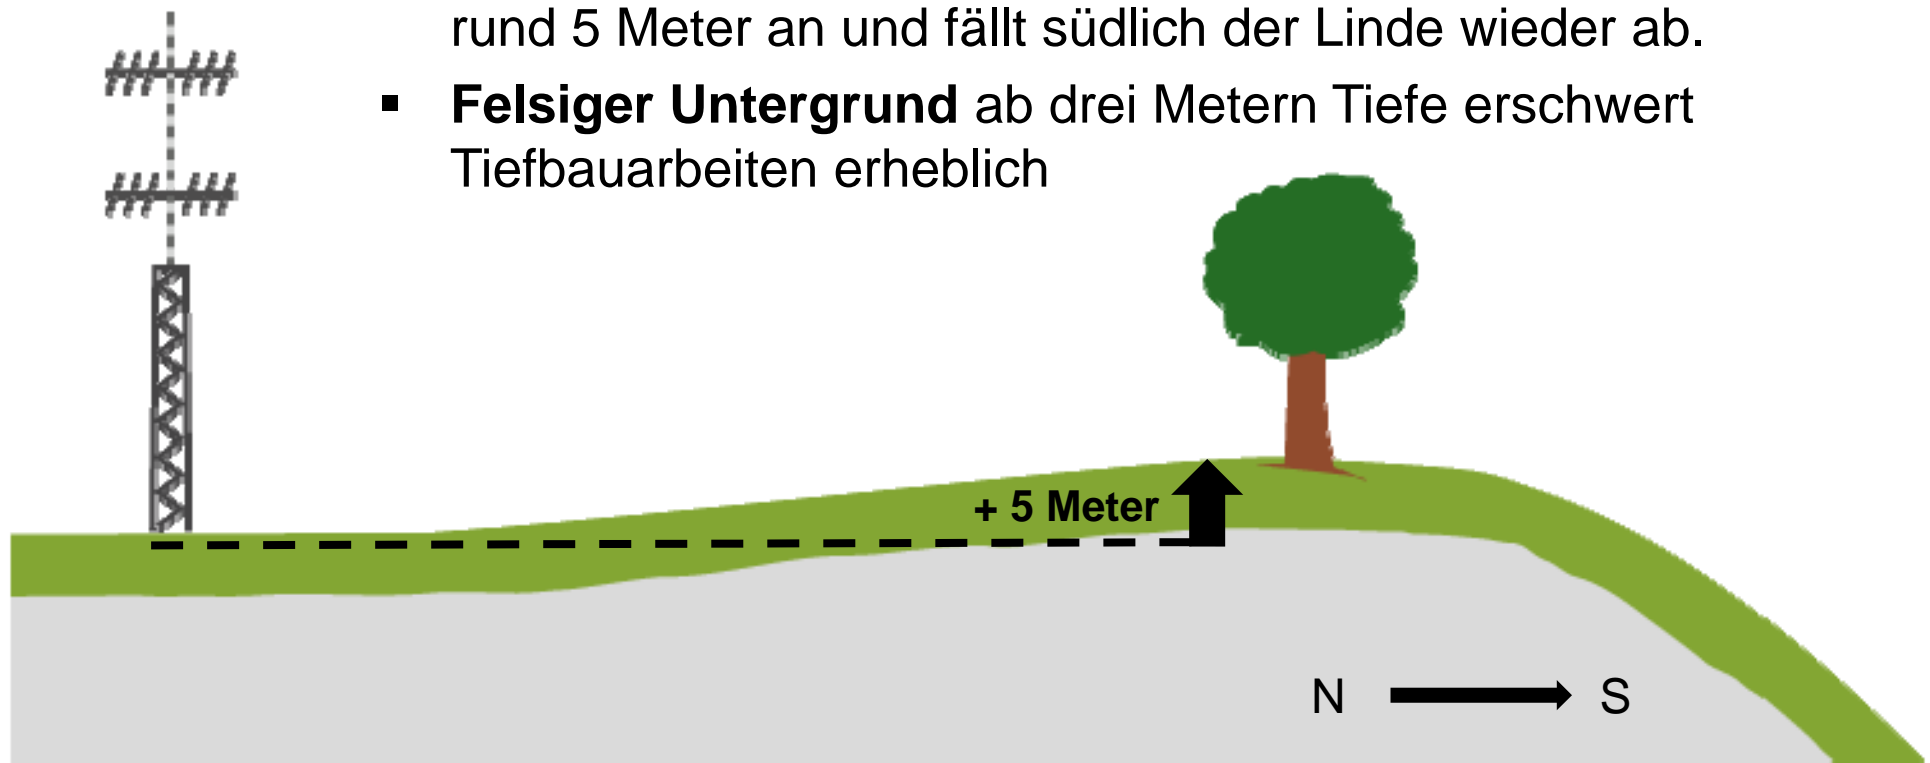 rund 5 Meter an und fällt südlich der Linde wieder ab.
▪ Felsiger Untergrund ab drei Metern Tiefe erschwert
Tiefbauarbeiten erheblich
+ 5 Meter
N S